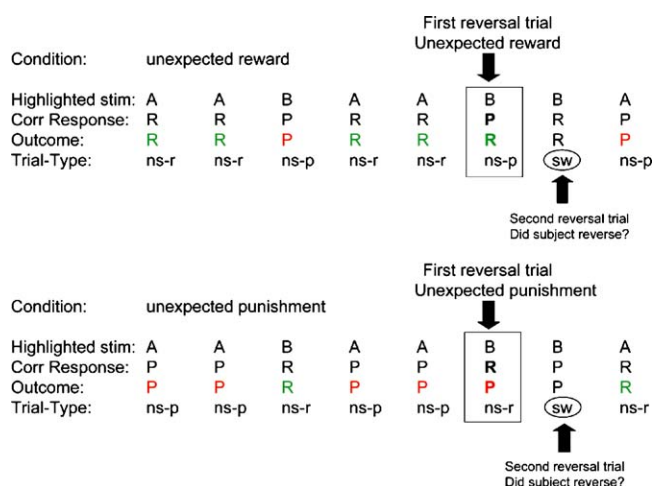 First reversal trial
Unexpected reward
Condition: unexpected reward
Highlighted stim: A A B A A B B A
Corr Response: R R P R R P R P
Outcome: R R P R R R R P
Trial-Type: ns-r ns-r ns-p ns-r ns-r ns-p sw ns-p
Second reversal trial
Did subject reverse?
First reversal trial
Unexpected punishment
Condition: unexpected punishment
Highlighted stim: A A B A A B B A
Corr Response: P P R P P R P R
Outcome: P P R P P P P R
Trial-Type: ns-p ns-p ns-r ns-p ns-p ns-r sw ns-r
Second reversal trial
Did subject reverse?